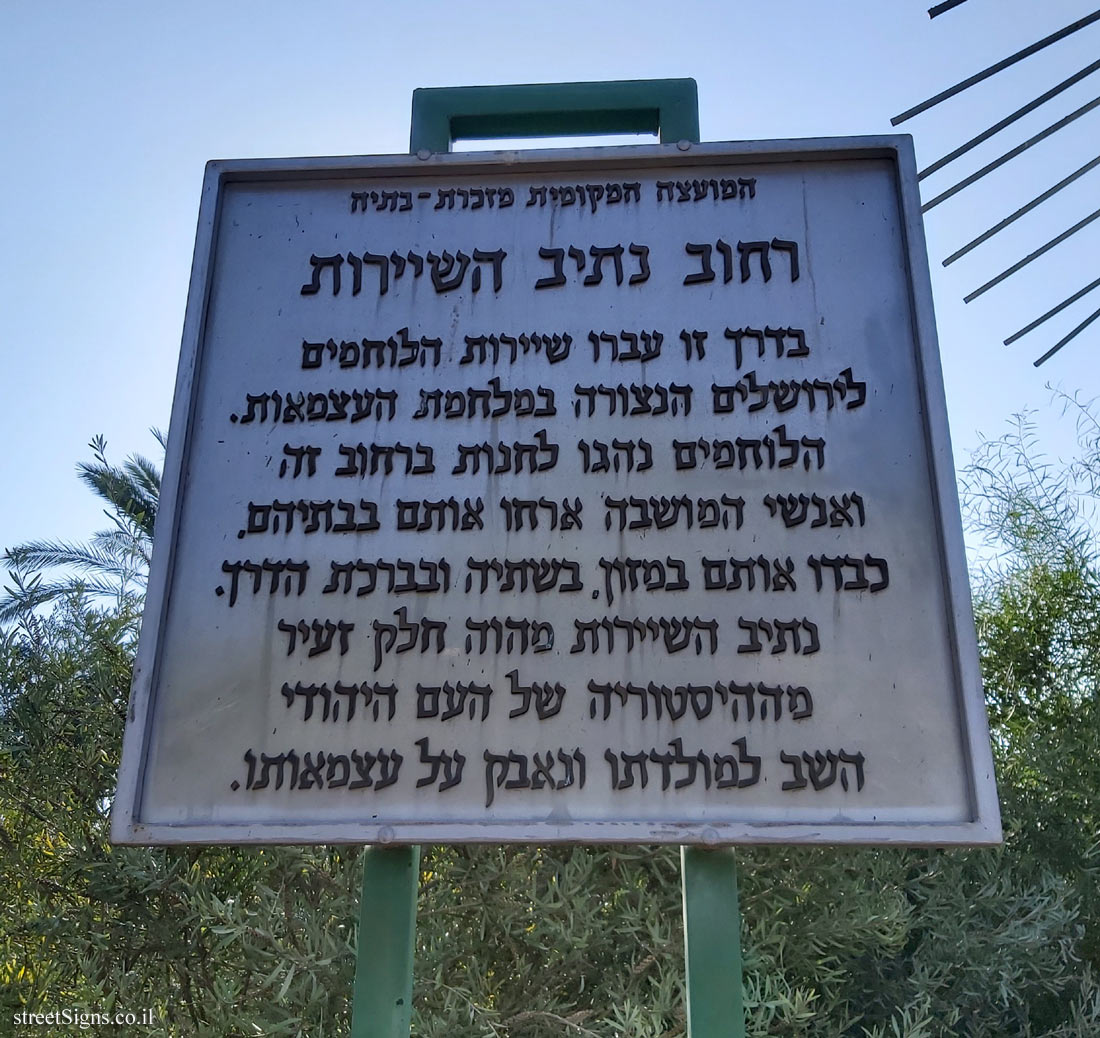 המועצה המקומית מזכרת-בתיה
רחוב נתיב השיירות
בדרך זו עברו שיירות הלוחמים
לירושלים הנצורה במלחמת העצמאות.
הלוחמים נהגו לחנות ברחוב זה
ואנשי המושבה ארחו אותם בבתיהם.
כבדו אותם במזון, בשתיה ובברכת הדרך.
נתיב השיירות מהוה חלק זעיר
מההיסטוריה של העם היהודי
השב למולדתו ונאבק על עצמאותו.
streetSigns.co.il